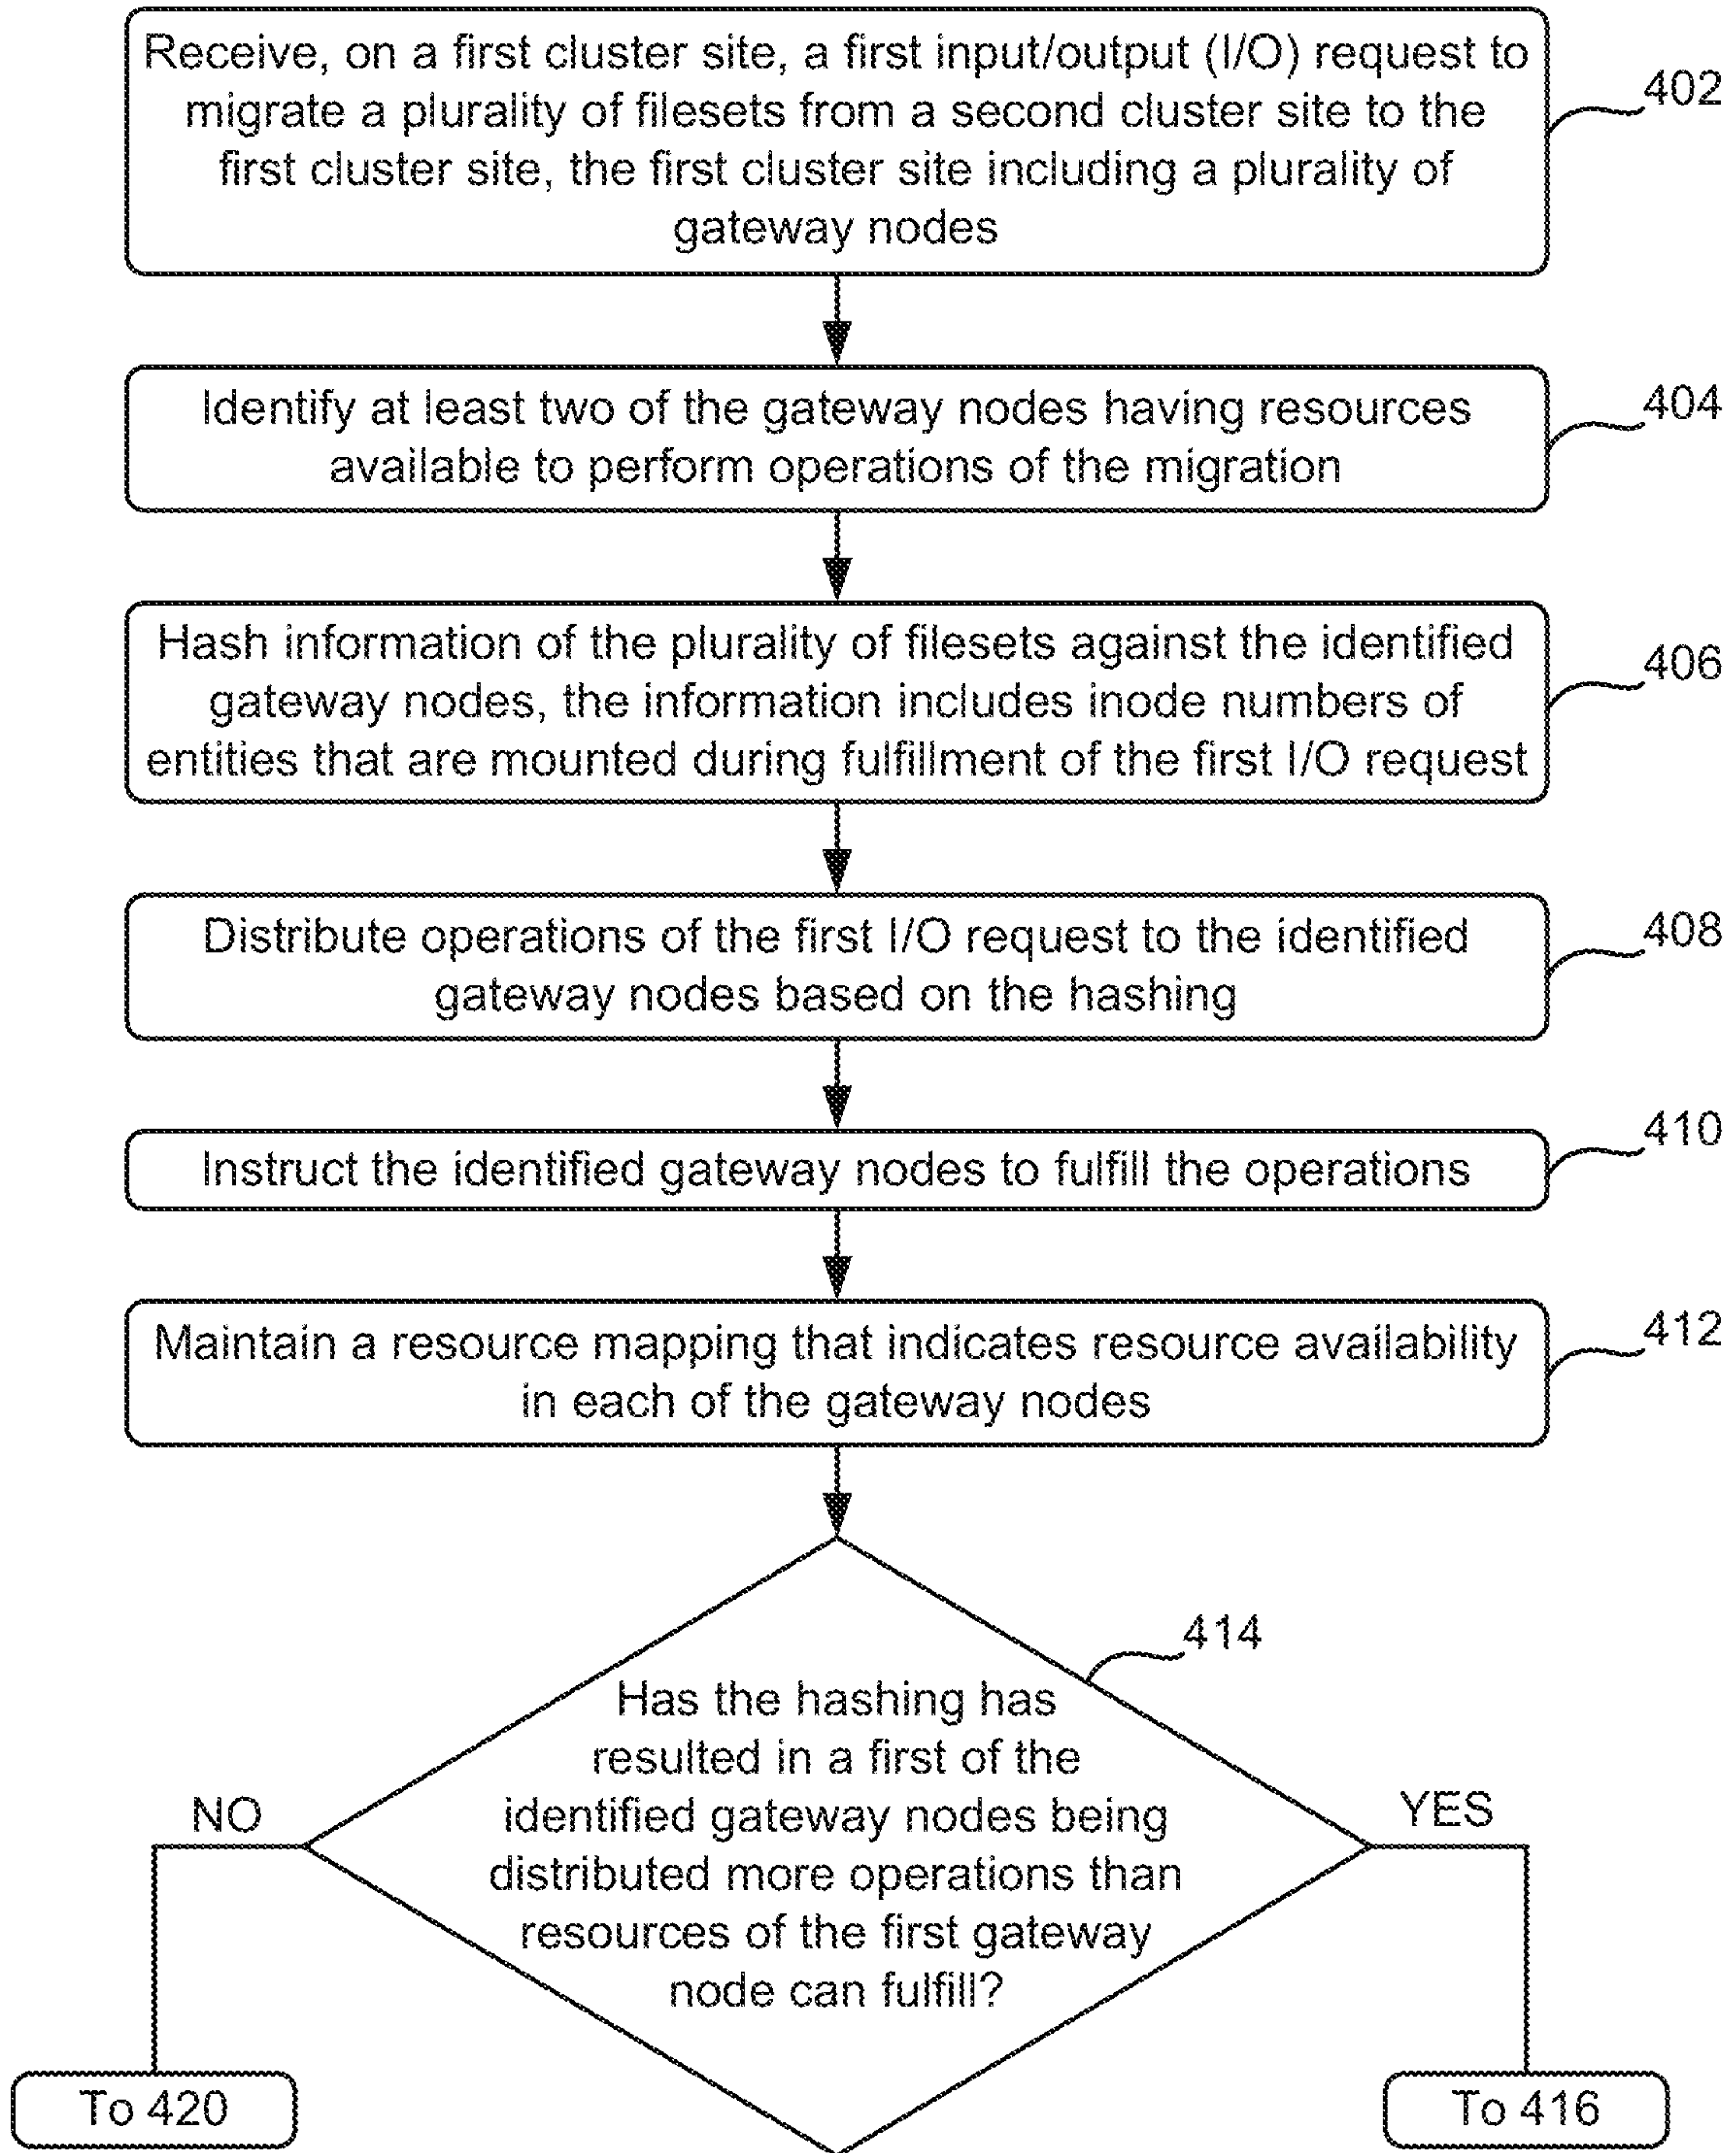 Receive, on a first cluster site, a first input/output (I/O) request to
migrate a plurality of filesets from a second cluster site to the
first cluster site, the first cluster site including a plurality of
gateway nodes
402
Identify at least two of the gateway nodes having resources
available to perform operations of the migration
404
Hash information of the plurality of filesets against the identified
gateway nodes, the information includes inode numbers of
entities that are mounted during fulfillment of the first I/O request
406
Distribute operations of the first I/O request to the identified
gateway nodes based on the hashing
408
Instruct the identified gateway nodes to fulfill the operations
410
Maintain a resource mapping that indicates resource availability
in each of the gateway nodes
412
414
Has the hashing has
resulted in a first of the
identified gateway nodes being
distributed more operations than
resources of the first gateway
node can fulfill?
NO
YES
To 420
To 416